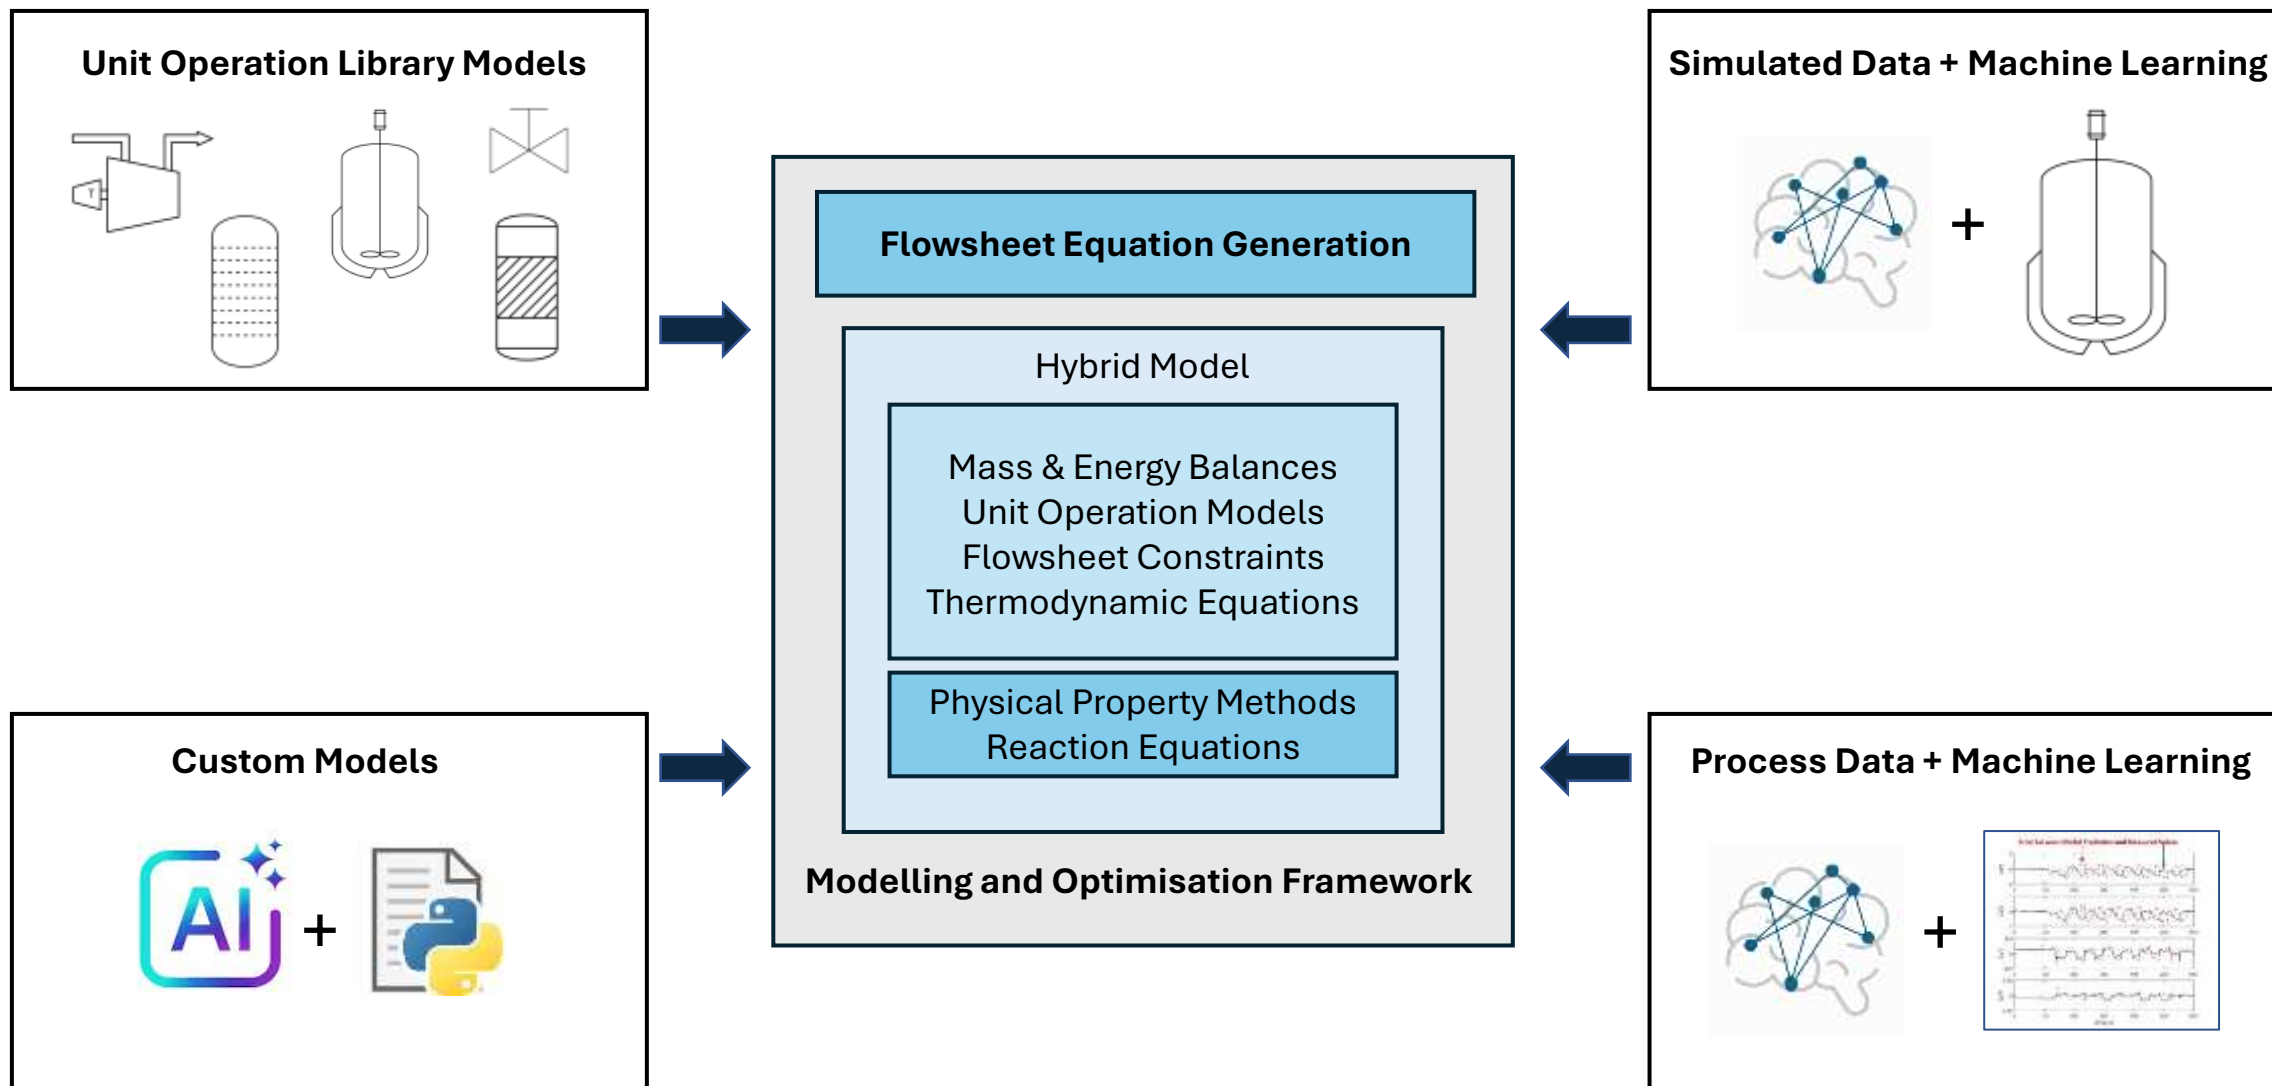 Unit Operation Library Models
T
Simulated Data + Machine Learning
+
Flowsheet Equation Generation
Hybrid Model
Mass & Energy Balances
Unit Operation Models
Flowsheet Constraints
Thermodynamic Equations
Physical Property Methods
Reaction Equations
Modelling and Optimisation Framework
Custom Models
AI +
Process Data + Machine Learning
+